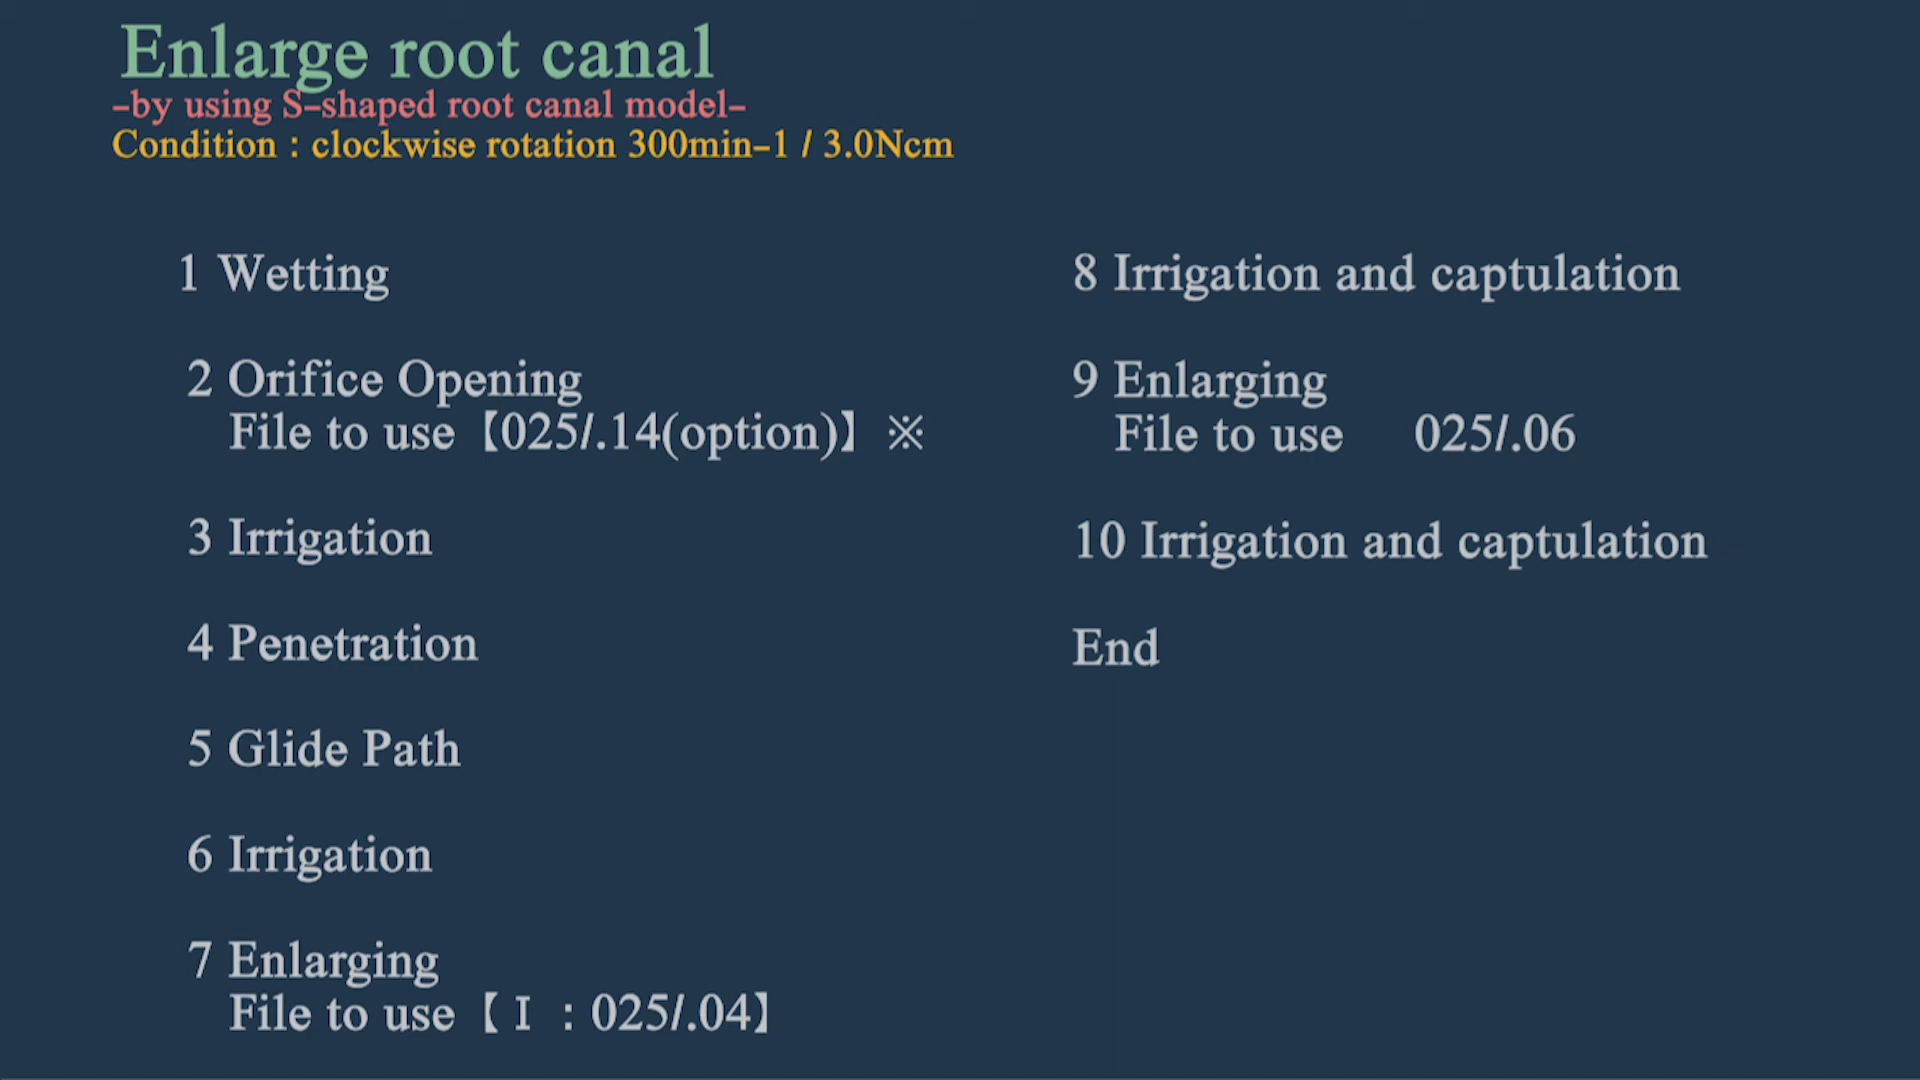 Enlarge root canal
-by using S-shaped root canal model-
Condition : clockwise rotation 300min-1 / 3.0Ncm
1 Wetting
2 Orifice Opening
File to use【025/.14(option)】※
3 Irrigation
4 Penetration
5 Glide Path
6 Irrigation
7 Enlarging
File to use【Ⅰ : 025/.04】
8 Irrigation and captulation
9 Enlarging
File to use 025/.06
10 Irrigation and captulation
End